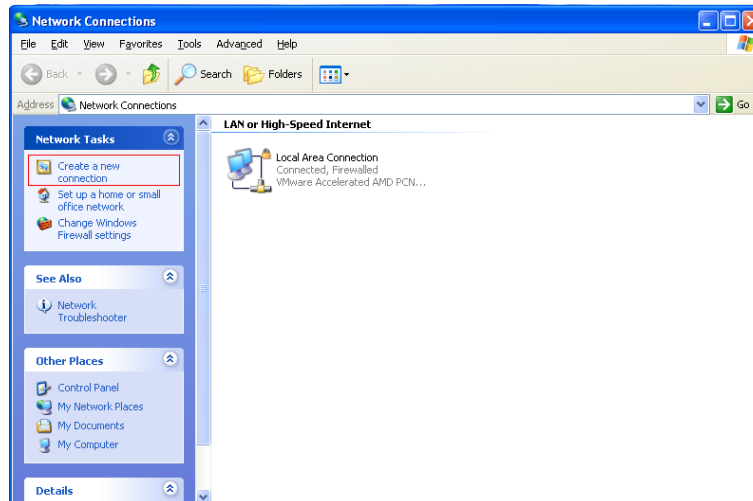 Network Connections
File Edit View Favorites Tools Advanced Help
Back Search Folders
Address Network Connections Go
Network Tasks
Create a new
connection
Set up a home or small
office network
Change Windows
Firewall settings
See Also
Network
Troubleshooter
Other Places
Control Panel
My Network Places
My Documents
My Computer
Details
LAN or High-Speed Internet
Local Area Connection
Connected, Firewalled
VMware Accelerated AMD PCN...